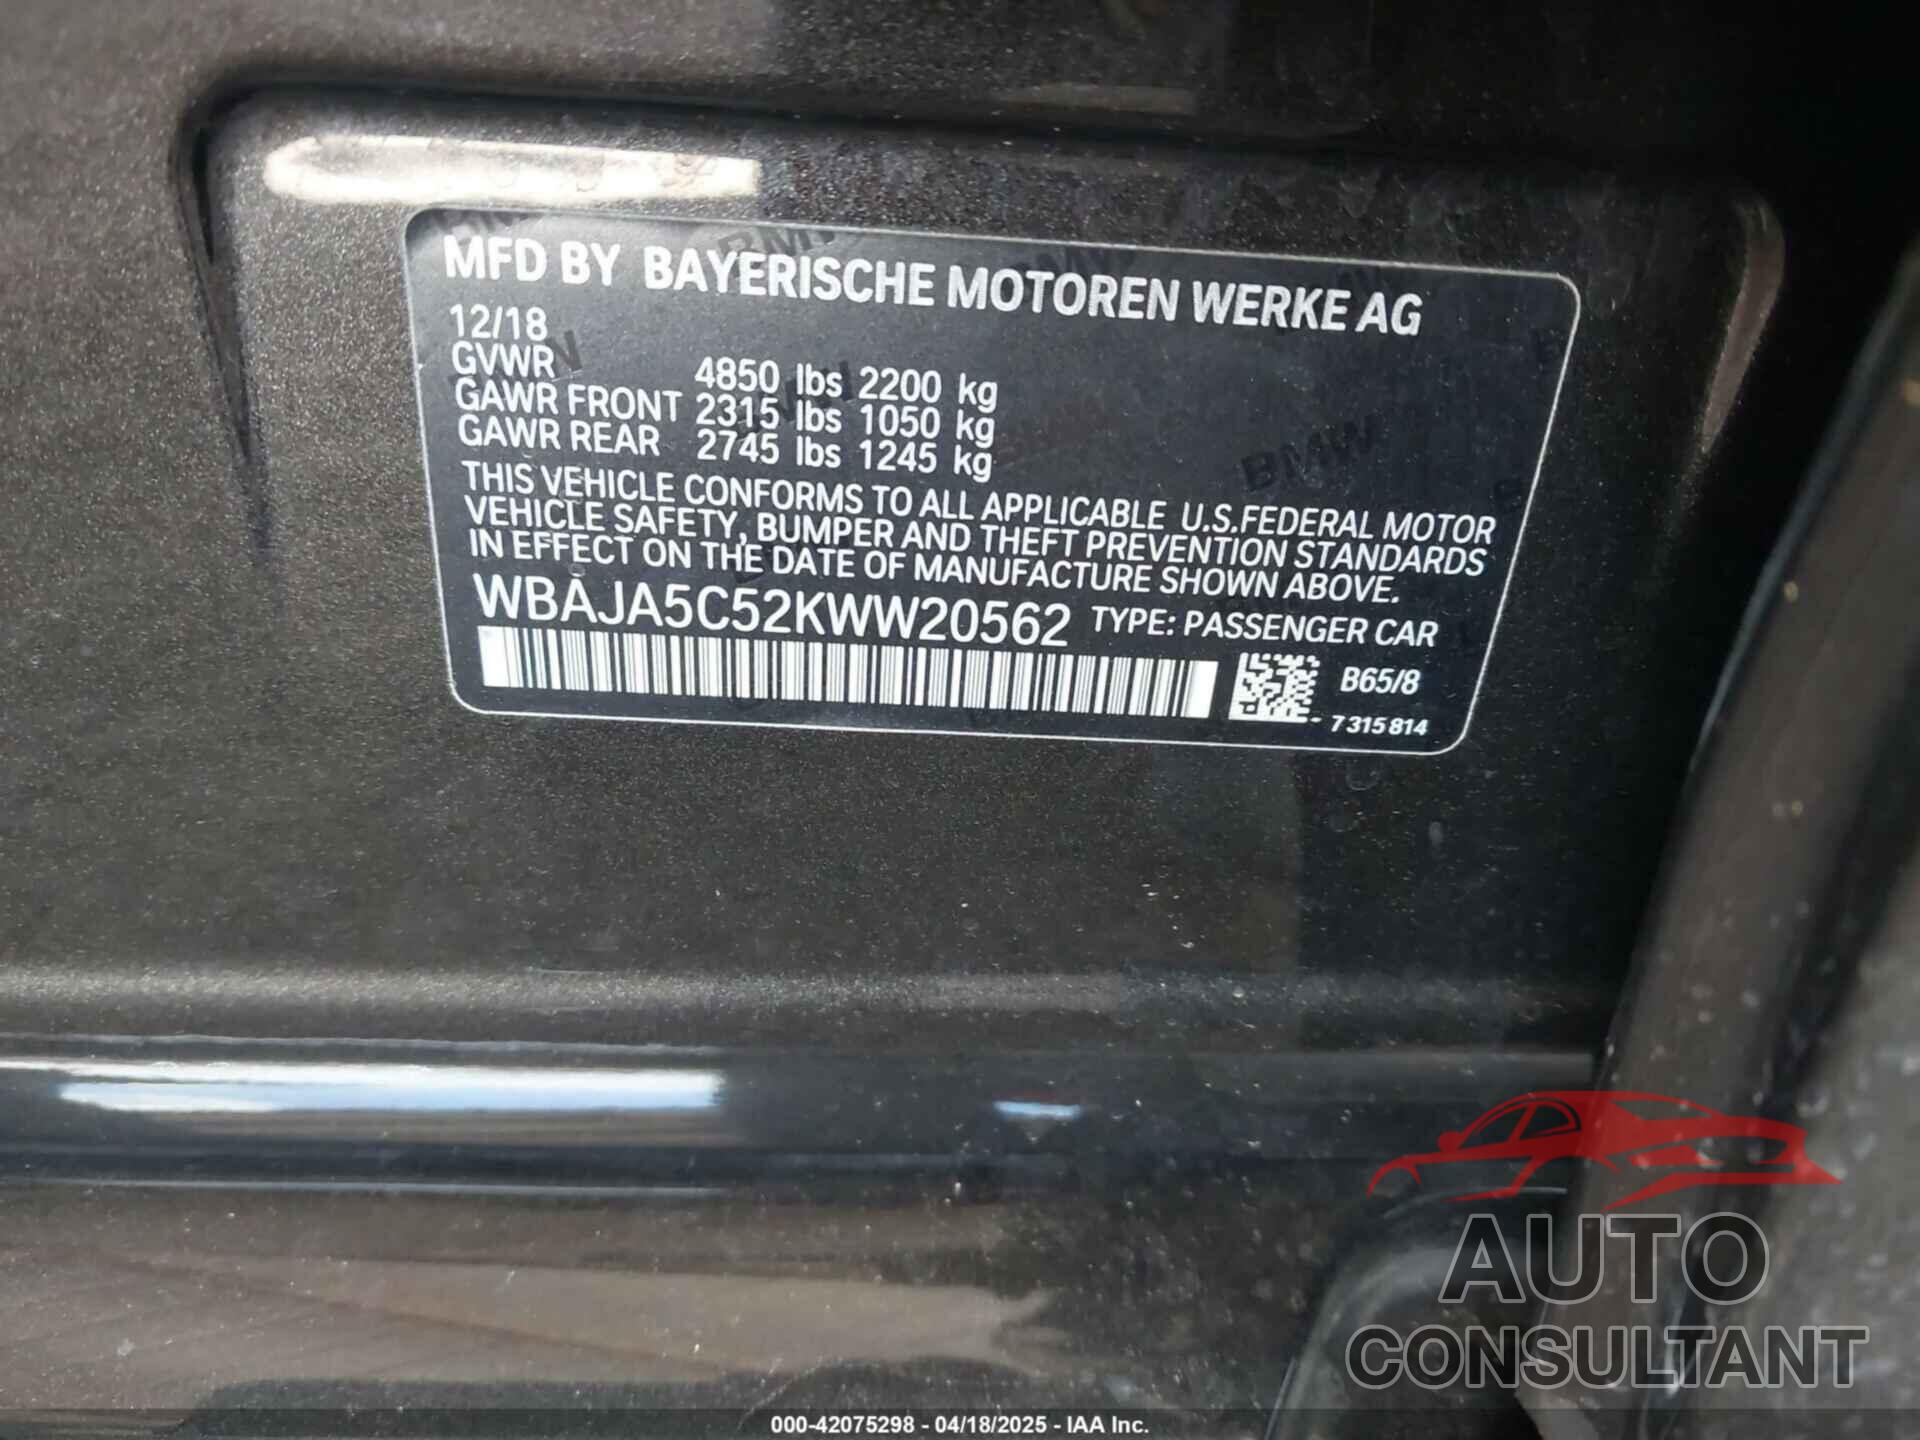 MFD BY BAYERISCHE MOTOREN WERKE AG
12/18
GVWR 4850 lbs 2200 kg
GAWR FRONT 2315 lbs 1050 kg
GAWR REAR 2745 lbs 1245 kg
THIS VEHICLE CONFORMS TO ALL APPLICABLE U.S.FEDERAL MOTOR
VEHICLE SAFETY, BUMPER AND THEFT PREVENTION STANDARDS
IN EFFECT ON THE DATE OF MANUFACTURE SHOWN ABOVE.
WBAJA5C52KWW20562 TYPE: PASSENGER CAR
B65/8
7315814
AUTO
CONSULTANT
000-42075298 - 04/18/2025 - IAA Inc.